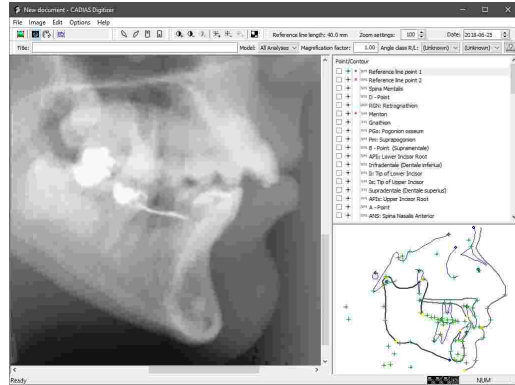 New document - CADIAS Digitizer
File Image Edit Options Help
Reference line length: 40.0 mm Zoom settings: 100 Date: 2018-06-25
Title: Model: All Analyses Magnification factor: 1.00 Angle class R/L: (Unknown) (Unknown)
Point/Contour
Reference line point 1
Reference line point 2
Spina Mentalis
D - Point
RGN: Retrognathion
Menton
Gnathion
PGo: Pogonion osseum
Pm: Suprapogonion
B - Point (Supramentale)
APIi: Lower Incisor Root
Infradentale (Dentale inferius)
Ii: Tip of Lower Incisor
Is: Tip of Upper Incisor
Supradentale (Dentale superius)
APIs: Upper Incisor Root
A - Point
ANS: Spina Nasalis Anterior
Ready NUM